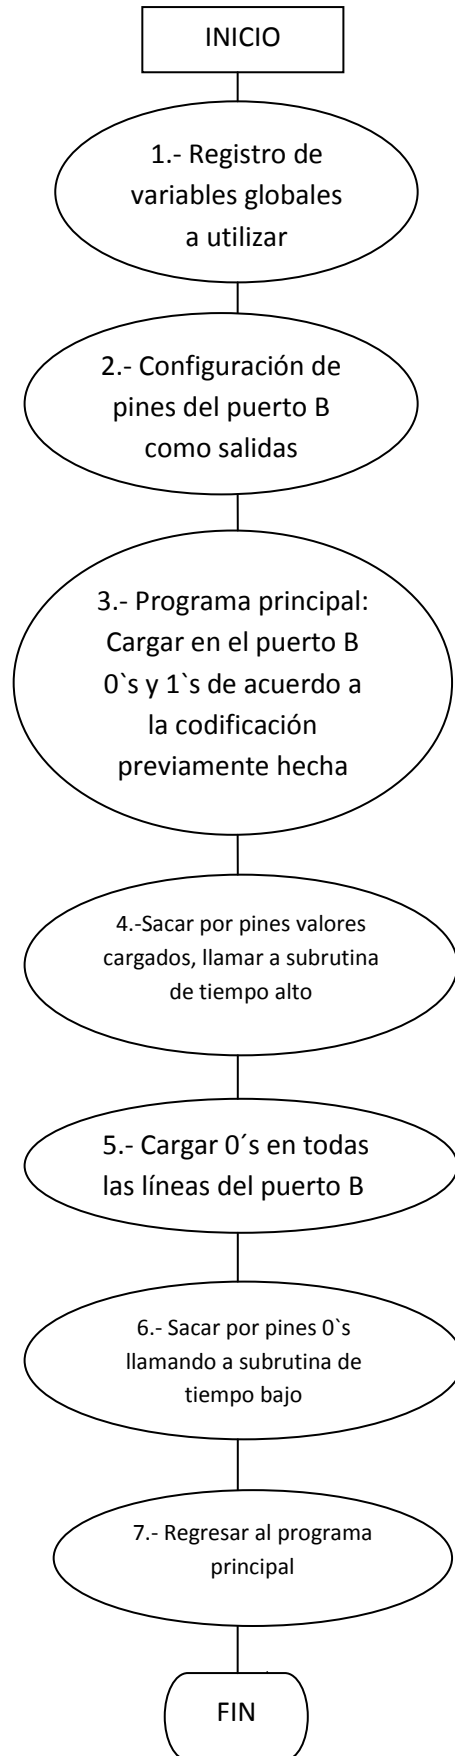 INICIO
1.- Registro de
variables globales
a utilizar
2.- Configuración de
pines del puerto B
como salidas
3.- Programa principal:
Cargar en el puerto B
0`s y 1`s de acuerdo a
la codificación
previamente hecha
4.-Sacar por pines valores
cargados, llamar a subrutina
de tiempo alto
5.- Cargar 0´s en todas
las líneas del puerto B
6.- Sacar por pines 0`s
llamando a subrutina de
tiempo bajo
7.- Regresar al programa
principal
FIN